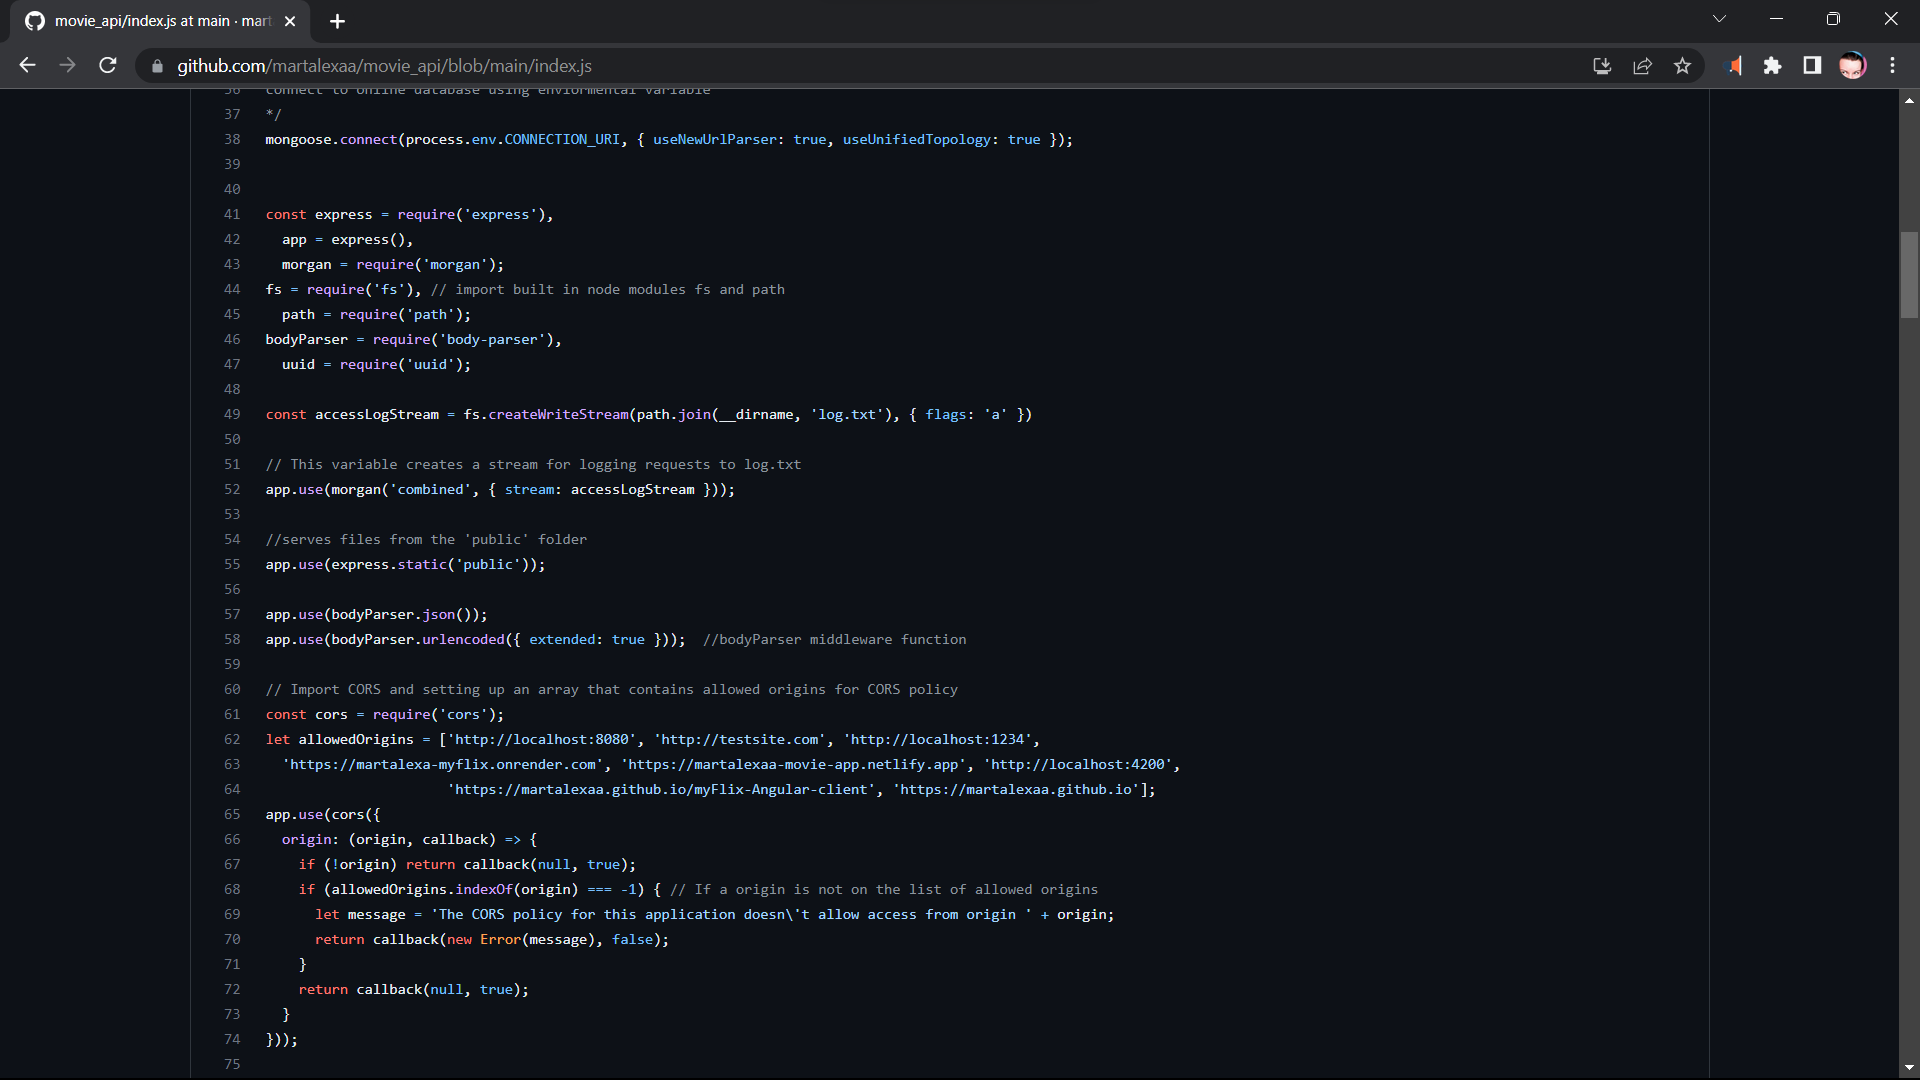 movie_api/index.js at main · mart
github.com/martalexaa/movie_api/blob/main/index.js
36 connect to online database using enviormental variable
37 */
38 mongoose.connect(process.env.CONNECTION_URI, { useNewUrlParser: true, useUnifiedTopology: true });
39
40
41 const express = require('express'),
42   app = express(),
43   morgan = require('morgan');
44 fs = require('fs'), // import built in node modules fs and path
45   path = require('path');
46 bodyParser = require('body-parser'),
47   uuid = require('uuid');
48
49 const accessLogStream = fs.createWriteStream(path.join(__dirname, 'log.txt'), { flags: 'a' })
50
51 // This variable creates a stream for logging requests to log.txt
52 app.use(morgan('combined', { stream: accessLogStream }));
53
54 //serves files from the 'public' folder
55 app.use(express.static('public'));
56
57 app.use(bodyParser.json());
58 app.use(bodyParser.urlencoded({ extended: true }));  //bodyParser middleware function
59
60 // Import CORS and setting up an array that contains allowed origins for CORS policy
61 const cors = require('cors');
62 let allowedOrigins = ['http://localhost:8080', 'http://testsite.com', 'http://localhost:1234',
63   'https://martalexa-myflix.onrender.com', 'https://martalexaa-movie-app.netlify.app', 'http://localhost:4200',
64                       'https://martalexaa.github.io/myFlix-Angular-client', 'https://martalexaa.github.io'];
65 app.use(cors({
66   origin: (origin, callback) => {
67     if (!origin) return callback(null, true);
68     if (allowedOrigins.indexOf(origin) === -1) { // If a origin is not on the list of allowed origins
69       let message = 'The CORS policy for this application doesn\'t allow access from origin ' + origin;
70       return callback(new Error(message), false);
71     }
72     return callback(null, true);
73   }
74 }));
75